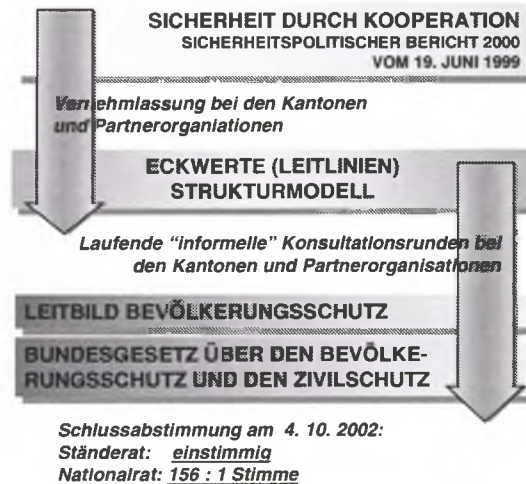 SICHERHEIT DURCH KOOPERATION
SICHERHEITSPOLITISCHER BERICHT 2000
VOM 19. JUNI 1999
Vernehmlassung bei den Kantonen
und Partnerorganiationen
ECKWERTE (LEITLINIEN)
STRUKTURMODELL
Laufende “informelle” Konsultationsrunden bei
den Kantonen und Partnerorganisationen
LEITBILD BEVÖLKERUNGSSCHUTZ
BUNDESGESETZ ÜBER DEN BEVÖLKE-
RUNGSSCHUTZ UND DEN ZIVILSCHUTZ
Schlussabstimmung am 4. 10. 2002:
Ständerat: einstimmig
Nationalrat: 156 : 1 Stimme